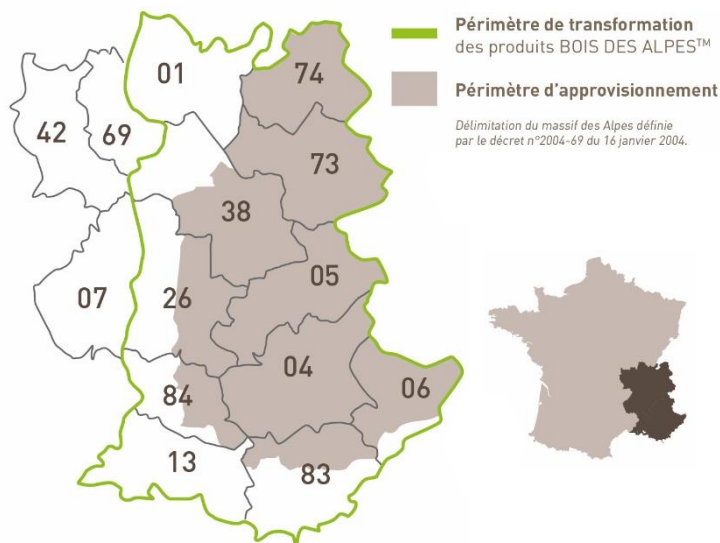 Périmètre de transformation
des produits BOIS DES ALPES™
Périmètre d'approvisionnement
Délimitation du massif des Alpes définie
par le décret n°2004-69 du 16 janvier 2004.
01
74
42
69
73
38
05
07
26
04
06
84
13
83